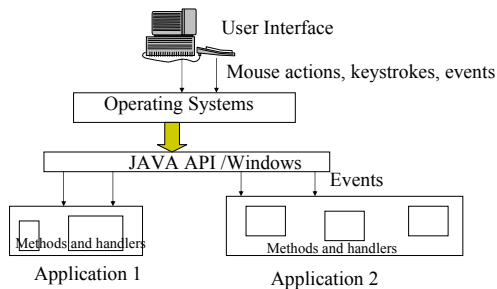 User Interface
Mouse actions, keystrokes, events
Operating Systems
JAVA API /Windows
Events
Methods and handlers
Methods and handlers
Application 1
Application 2